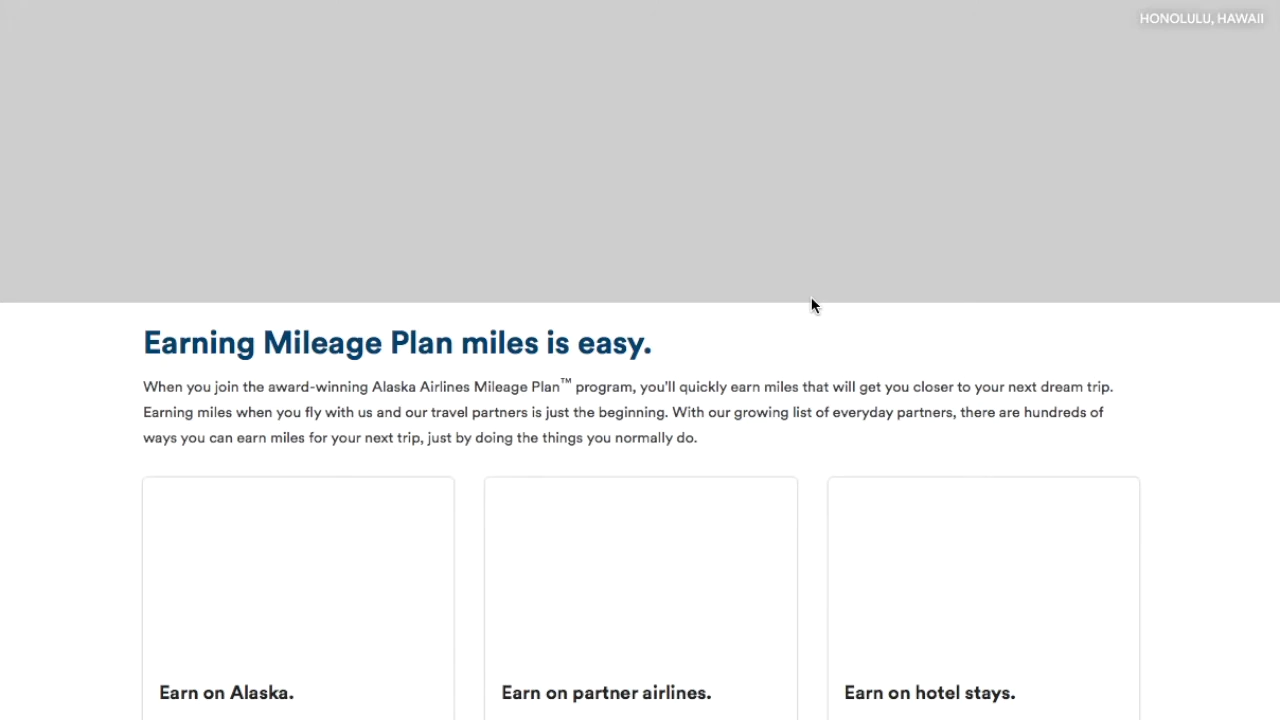 HONOLULU, HAWAII
Earning Mileage Plan miles is easy.
When you join the award-winning Alaska Airlines Mileage Plan™ program, you'll quickly earn miles that will get you closer to your next dream trip.
Earning miles when you fly with us and our travel partners is just the beginning. With our growing list of everyday partners, there are hundreds of
ways you can earn miles for your next trip, just by doing the things you normally do.
Earn on Alaska.
Earn on partner airlines.
Earn on hotel stays.